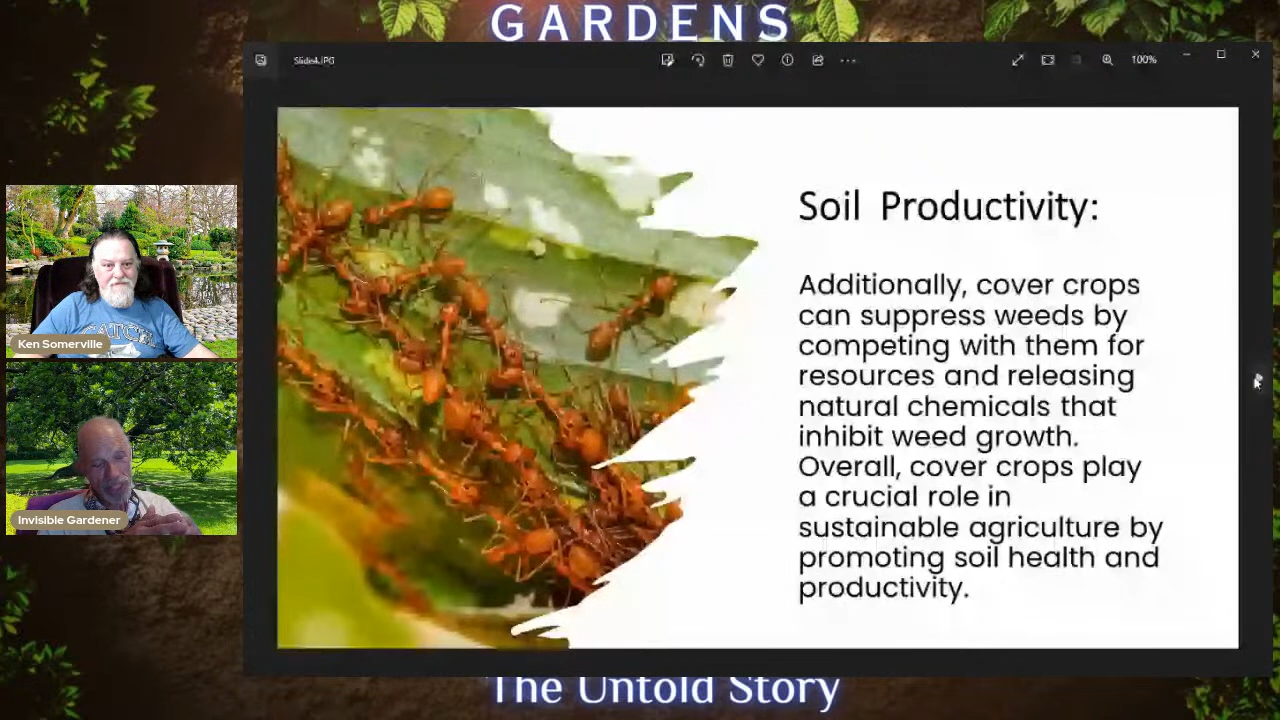 GARDENS
Slide4.JPG
100%
Soil Productivity:
Additionally, cover crops
can suppress weeds by
competing with them for
resources and releasing
natural chemicals that
inhibit weed growth.
Overall, cover crops play
a crucial role in
sustainable agriculture by
promoting soil health and
productivity.
CATCH
Ken Somerville
Invisible Gardener
The Untold Story